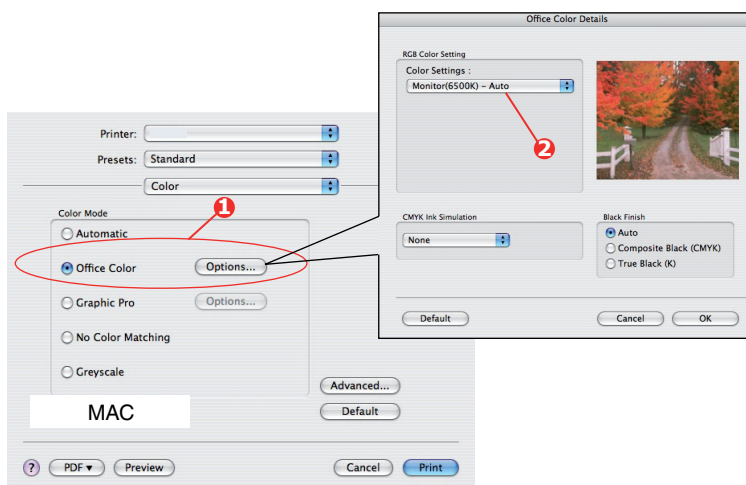 Office Color Details
RGB Color Setting
Color Settings :
Monitor(6500K) – Auto
2
CMYK Ink Simulation
None
Black Finish
Auto
Composite Black (CMYK)
True Black (K)
Default
Cancel
OK
Printer:
Presets: Standard
Color
1
Color Mode
Automatic
Office Color
Options...
Graphic Pro
Options...
No Color Matching
Greyscale
Advanced...
MAC
Default
?
PDF ▾
Preview
Cancel
Print